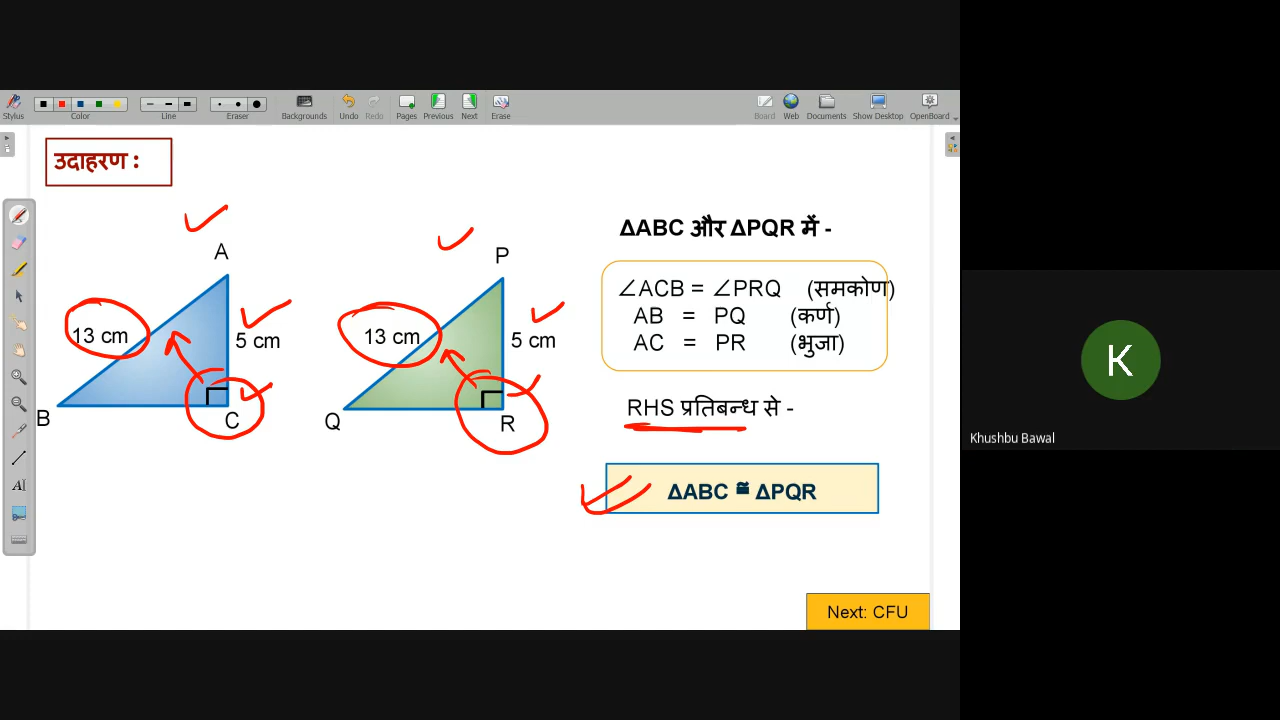 Stylus
Color
Line
Eraser
Backgrounds
Undo
Redo
Pages
Previous
Next
Erase
Board
Web
Documents
Show Desktop
OpenBoard
उदाहरण :
A
13 cm
5 cm
B
C
P
13 cm
5 cm
Q
R
ΔABC और ΔPQR में -
∠ACB = ∠PRQ (समकोण)
AB = PQ (कर्ण)
AC = PR (भुजा)
RHS प्रतिबन्ध से -
ΔABC ≅ ΔPQR
Next: CFU
K
Khushbu Bawal